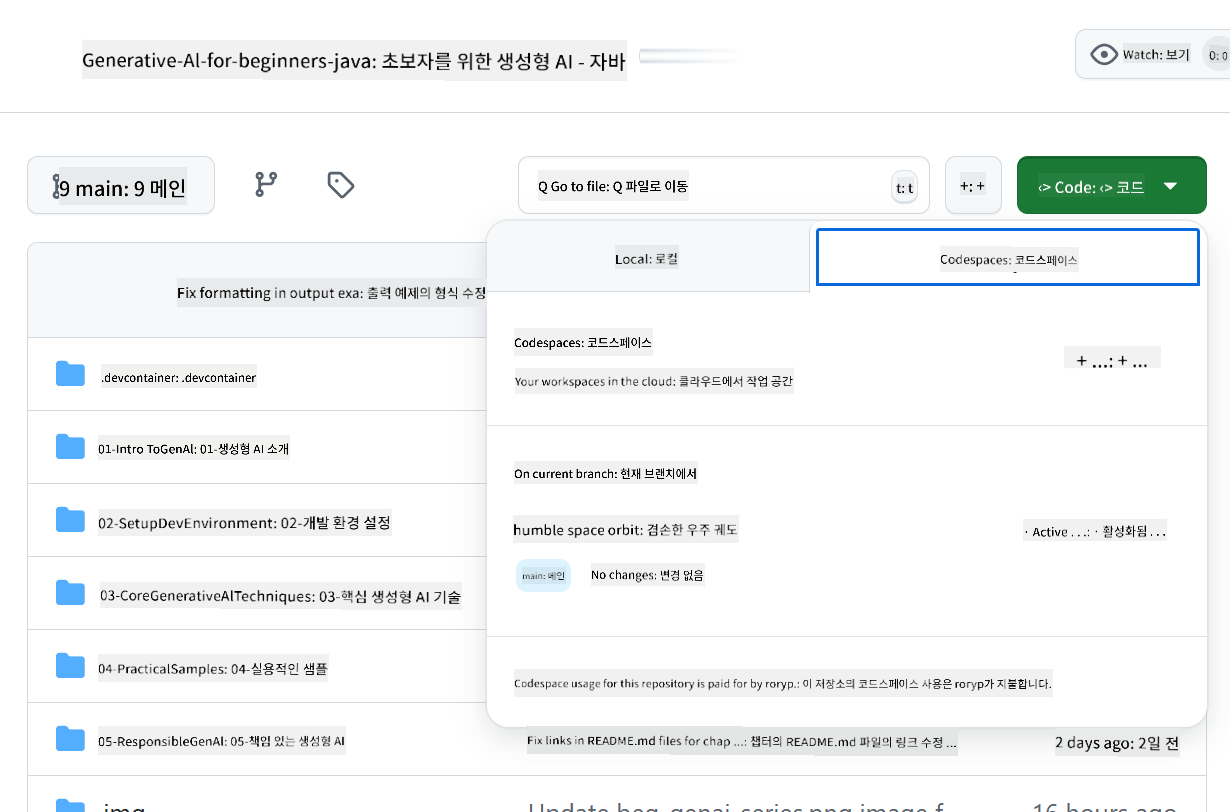 Generative-AI-for-beginners-java: 초보자를 위한 생성형 AI - 자바
Watch: 보기
0: 0
9 main: 9 메인
Q Go to file: Q 파일로 이동
t: t
+: +
<> Code: <> 코드
Local: 로컬
Codespaces: 코드스페이스
Fix formatting in output exa: 출력 예제의 형식 수정
Codespaces: 코드스페이스
+ ...: + ...
.devcontainer: .devcontainer
Your workspaces in the cloud: 클라우드에서 작업 공간
01-Intro ToGenAl: 01-생성형 AI 소개
On current branch: 현재 브랜치에서
02-SetupDevEnvironment: 02-개발 환경 설정
humble space orbit: 겸손한 우주 궤도
· Active ...: · 활성화됨 ...
main: 메인
No changes: 변경 없음
03-CoreGenerativeAlTechniques: 03-핵심 생성형 AI 기술
04-PracticalSamples: 04-실용적인 샘플
Codespace usage for this repository is paid for by roryp.: 이 저장소의 코드스페이스 사용은 roryp가 지불합니다.
05-ResponsibleGenAI: 05-책임 있는 생성형 AI
Fix links in README.md files for chap ...: 챕터의 README.md 파일의 링크 수정 ...
2 days ago: 2일 전
img
Update beg-genai-series.png image f
16 hours ago